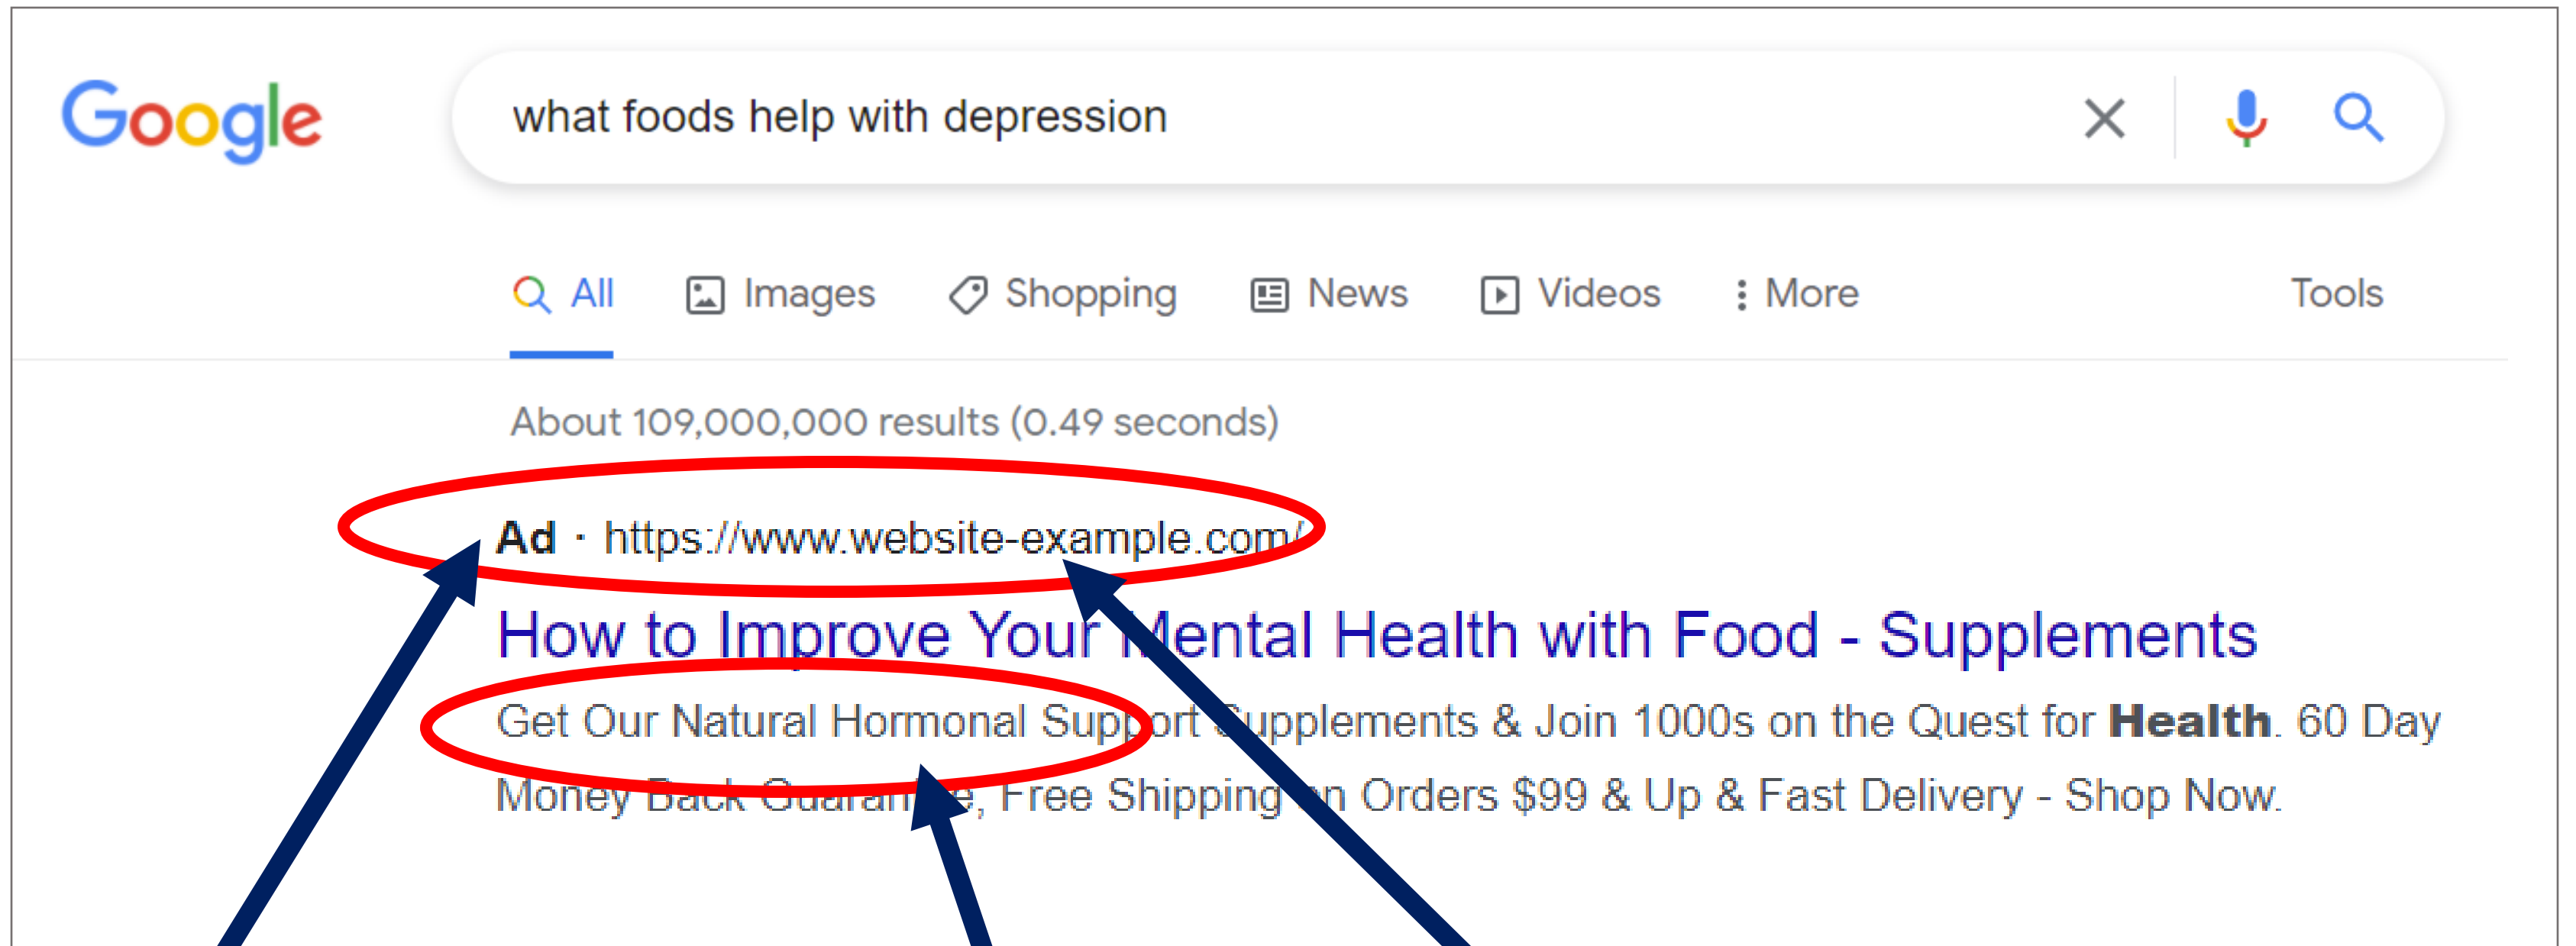 Google
what foods help with depression
All Images Shopping News Videos More Tools
About 109,000,000 results (0.49 seconds)
Ad · https://www.website-example.com/
How to Improve Your Mental Health with Food - Supplements
Get Our Natural Hormonal Support Supplements & Join 1000s on the Quest for Health. 60 Day
Money Back Guarantee, Free Shipping on Orders $99 & Up & Fast Delivery - Shop Now.